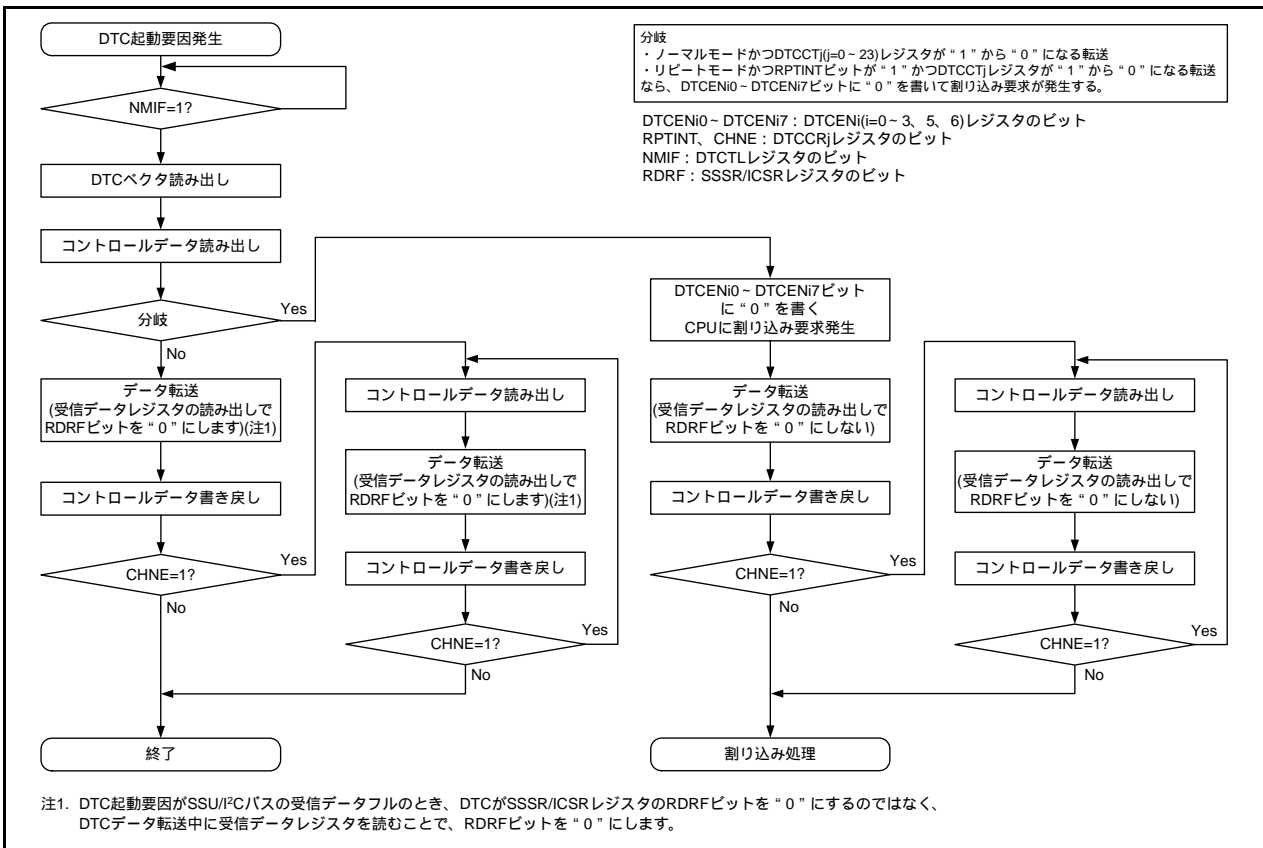 DTC起動要因発生
NMIF=1?
DTCベクタ読み出し
コントロールデータ読み出し
分岐
Yes
No
データ転送
(受信データレジスタの読み出しで
RDRFビットを“0”にします)(注1)
コントロールデータ書き戻し
CHNE=1?
Yes
No
終了
コントロールデータ読み出し
データ転送
(受信データレジスタの読み出しで
RDRFビットを“0”にします)(注1)
コントロールデータ書き戻し
CHNE=1?
Yes
No
分岐
・ノーマルモードかつDTCCTj(j=0~23)レジスタが“1”から“0”になる転送
・リピートモードかつRPTINTビットが“1”かつDTCCTjレジスタが“1”から“0”になる転送
なら、DTCENi0~DTCENi7ビットに“0”を書いて割り込み要求が発生する。
DTCENi0~DTCENi7:DTCENi(i=0~3、5、6)レジスタのビット
RPTINT、CHNE:DTCCRjレジスタのビット
NMIF:DTCTLレジスタのビット
RDRF:SSSR/ICSRレジスタのビット
DTCENi0~DTCENi7ビット
に“0”を書く
CPUに割り込み要求発生
データ転送
(受信データレジスタの読み出しで
RDRFビットを“0”にしない)
コントロールデータ書き戻し
CHNE=1?
Yes
No
割り込み処理
コントロールデータ読み出し
データ転送
(受信データレジスタの読み出しで
RDRFビットを“0”にしない)
コントロールデータ書き戻し
CHNE=1?
Yes
No
注1. DTC起動要因がSSU/I²Cバスの受信データフルのとき、DTCがSSSR/ICSRレジスタのRDRFビットを“0”にするのではなく、
DTCデータ転送中に受信データレジスタを読むことで、RDRFビットを“0”にします。